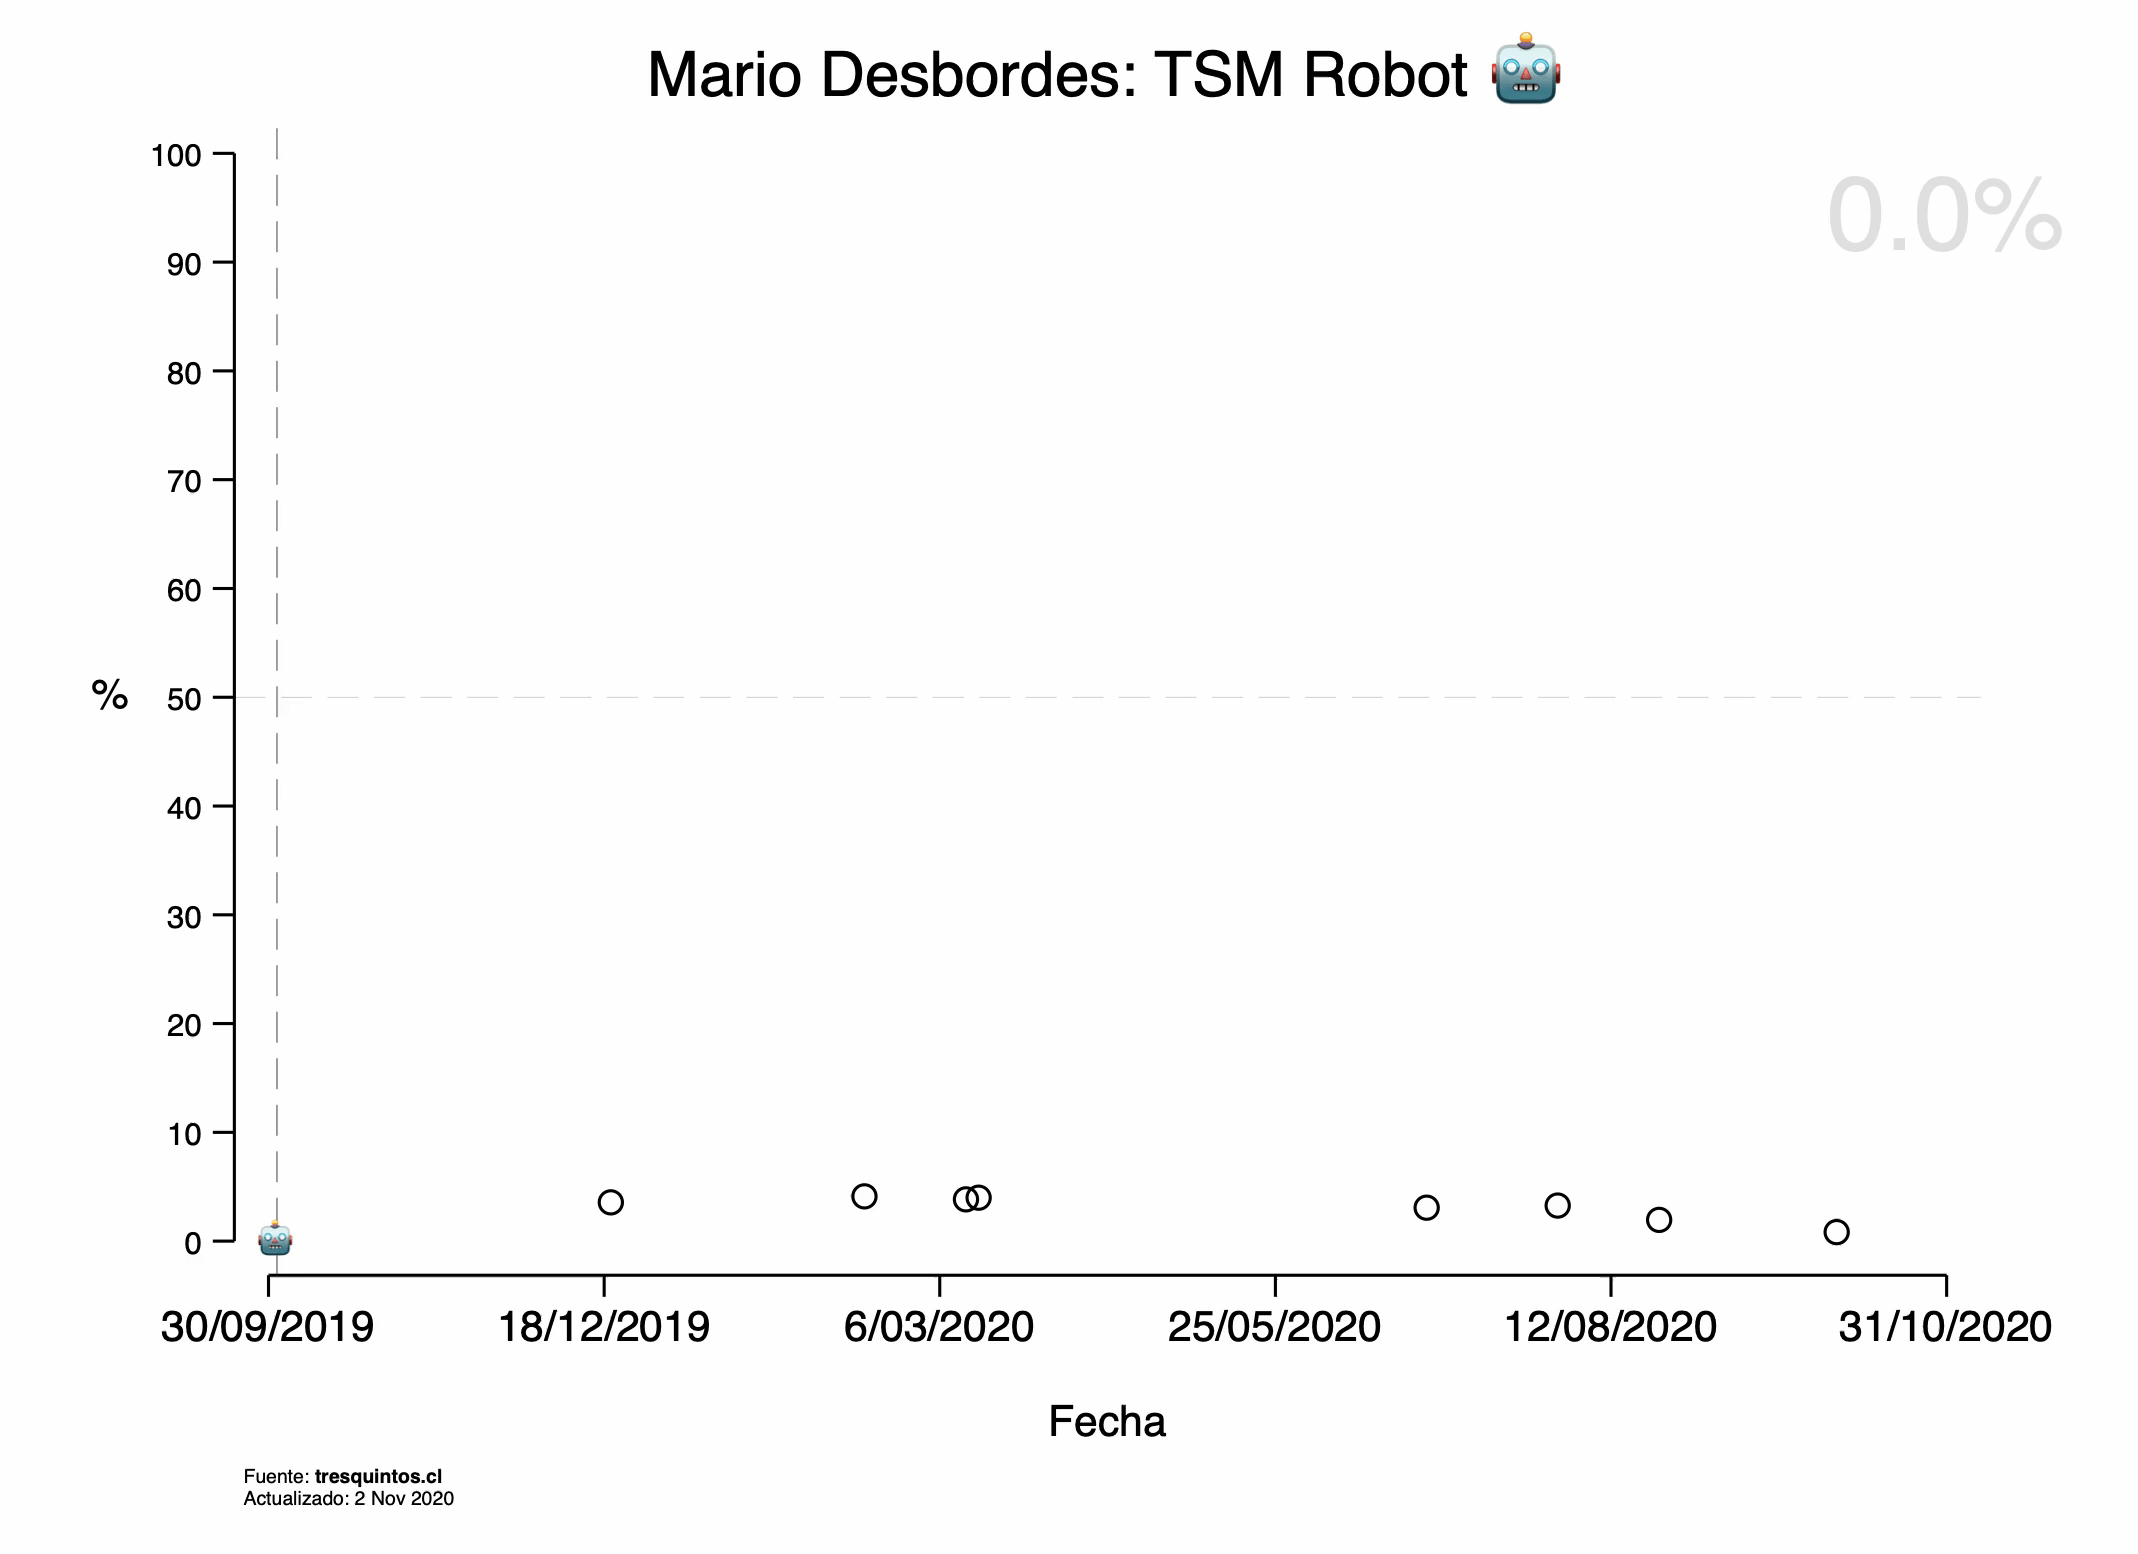 Mario Desbordes: TSM Robot 🤖
0.0%
100
90
80
70
60
50
40
30
20
10
0
%
30/09/2019 18/12/2019 6/03/2020 25/05/2020 12/08/2020 31/10/2020
Fecha
Fuente: tresquintos.cl
Actualizado: 2 Nov 2020